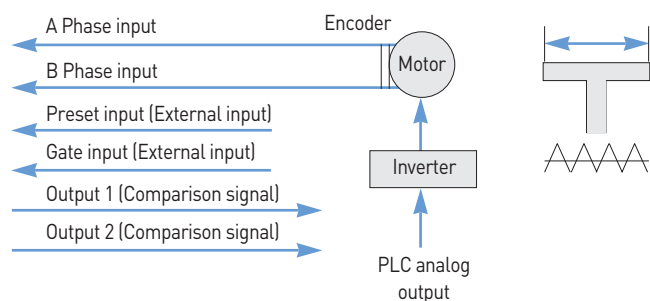 A Phase input
Encoder
B Phase input
Motor
Preset input (External input)
Gate input (External input)
Inverter
Output 1 (Comparison signal)
Output 2 (Comparison signal)
PLC analog
output